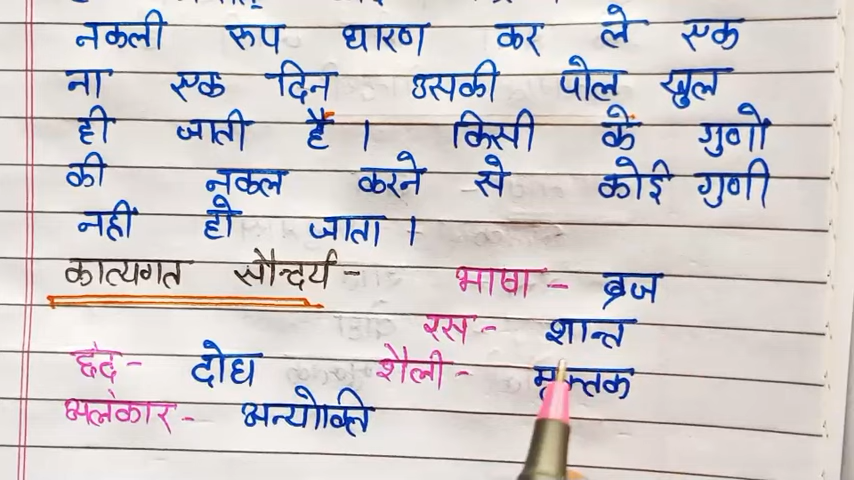 नकली रूप धारण कर ले एक
ना एक दिन उसकी पोल खुल
ही जाती है । किसी के गुणों
की नकल करने से कोई गुणी
नहीं हो जाता ।
काव्यगत सौन्दर्य - भाषा - ब्रज
रस - शान्त
छंद - दोहा शैली - मुक्तक
अलंकार - अन्योक्ति